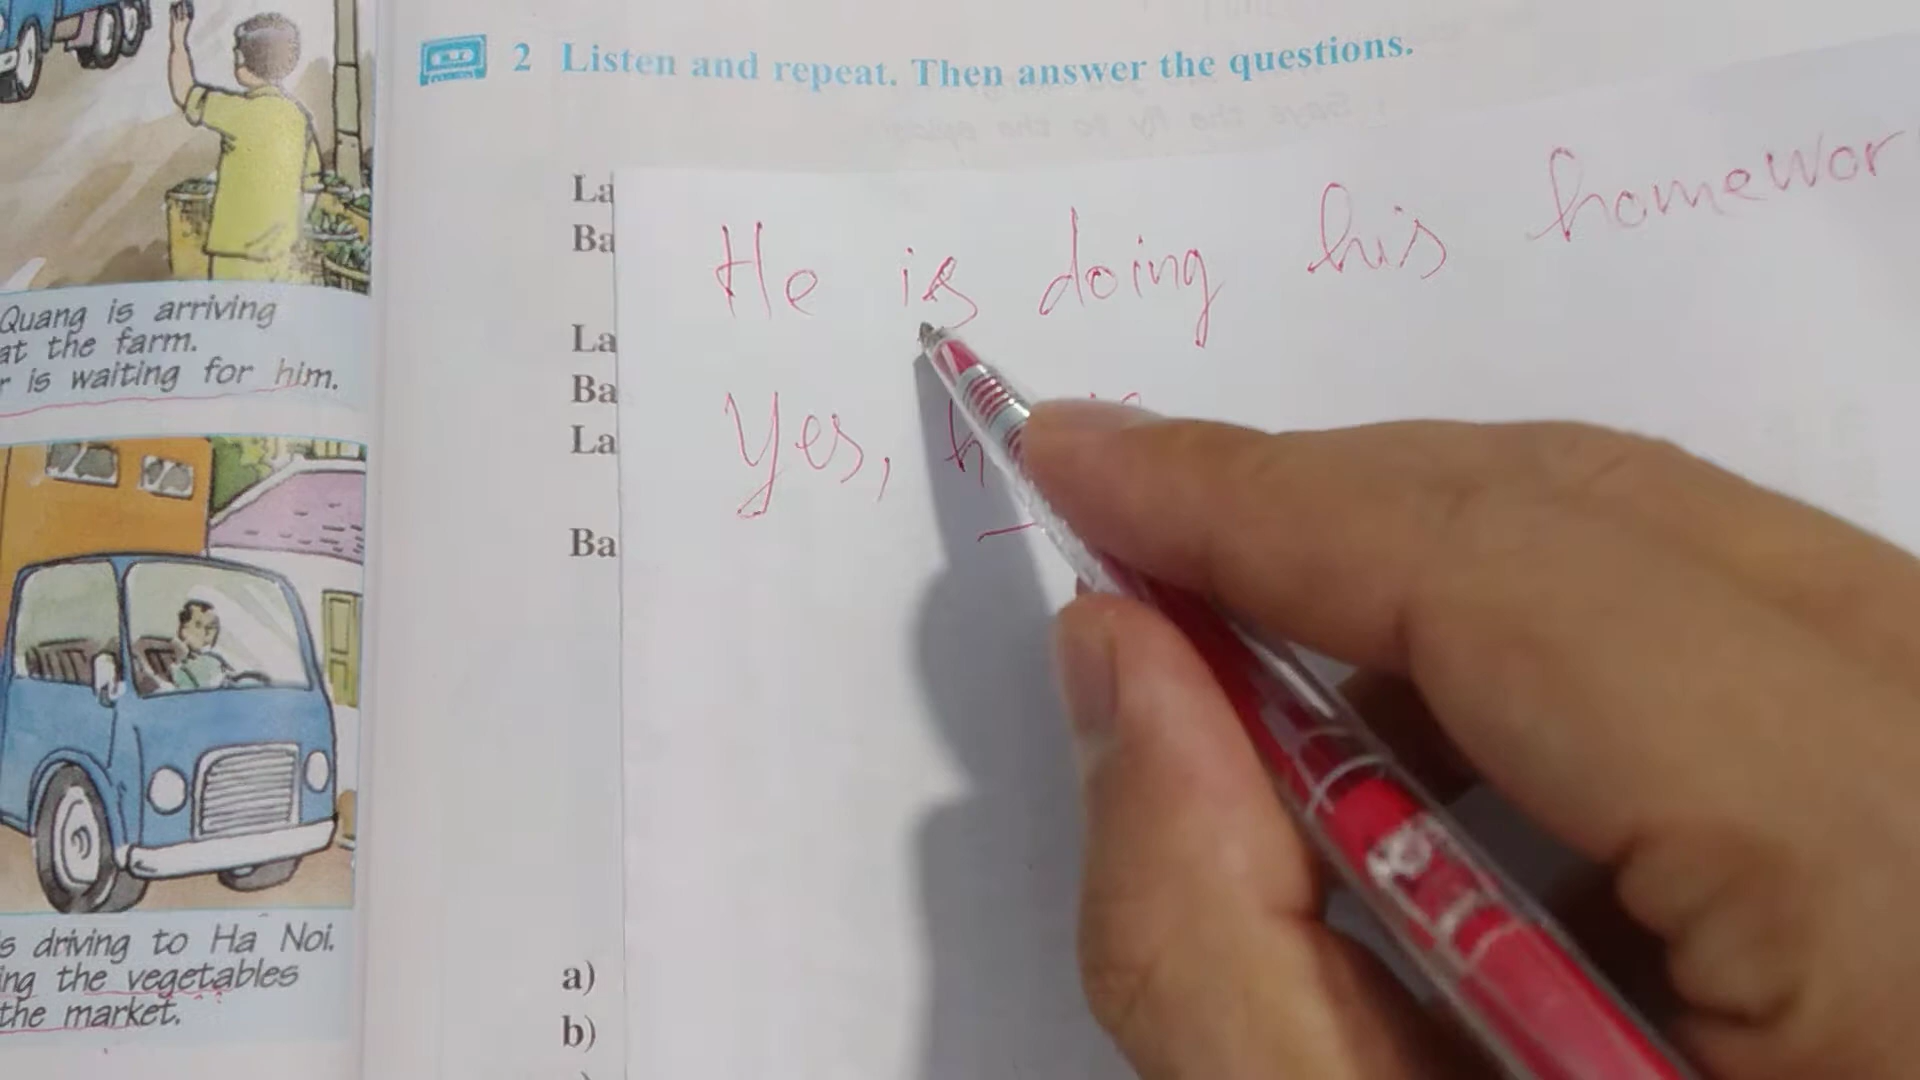 2 Listen and repeat. Then answer the questions.
La
Ba
La
Ba
La
Ba
a)
b)
He is doing his homewor
Yes,
Quang is arriving
at the farm.
r is waiting for him.
s driving to Ha Noi.
ing the vegetables
the market.